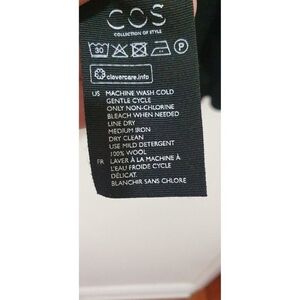 COS
COLLECTION OF STYLE
30 P
clevercare.info
US MACHINE WASH COLD
GENTLE CYCLE
ONLY NON-CHLORINE
BLEACH WHEN NEEDED
LINE DRY
MEDIUM IRON
DRY CLEAN
USE MILD DETERGENT
100% WOOL
FR LAVER À LA MACHINE À
L'EAU FROIDE CYCLE
DÉLICAT.
BLANCHIR SANS CHLORE